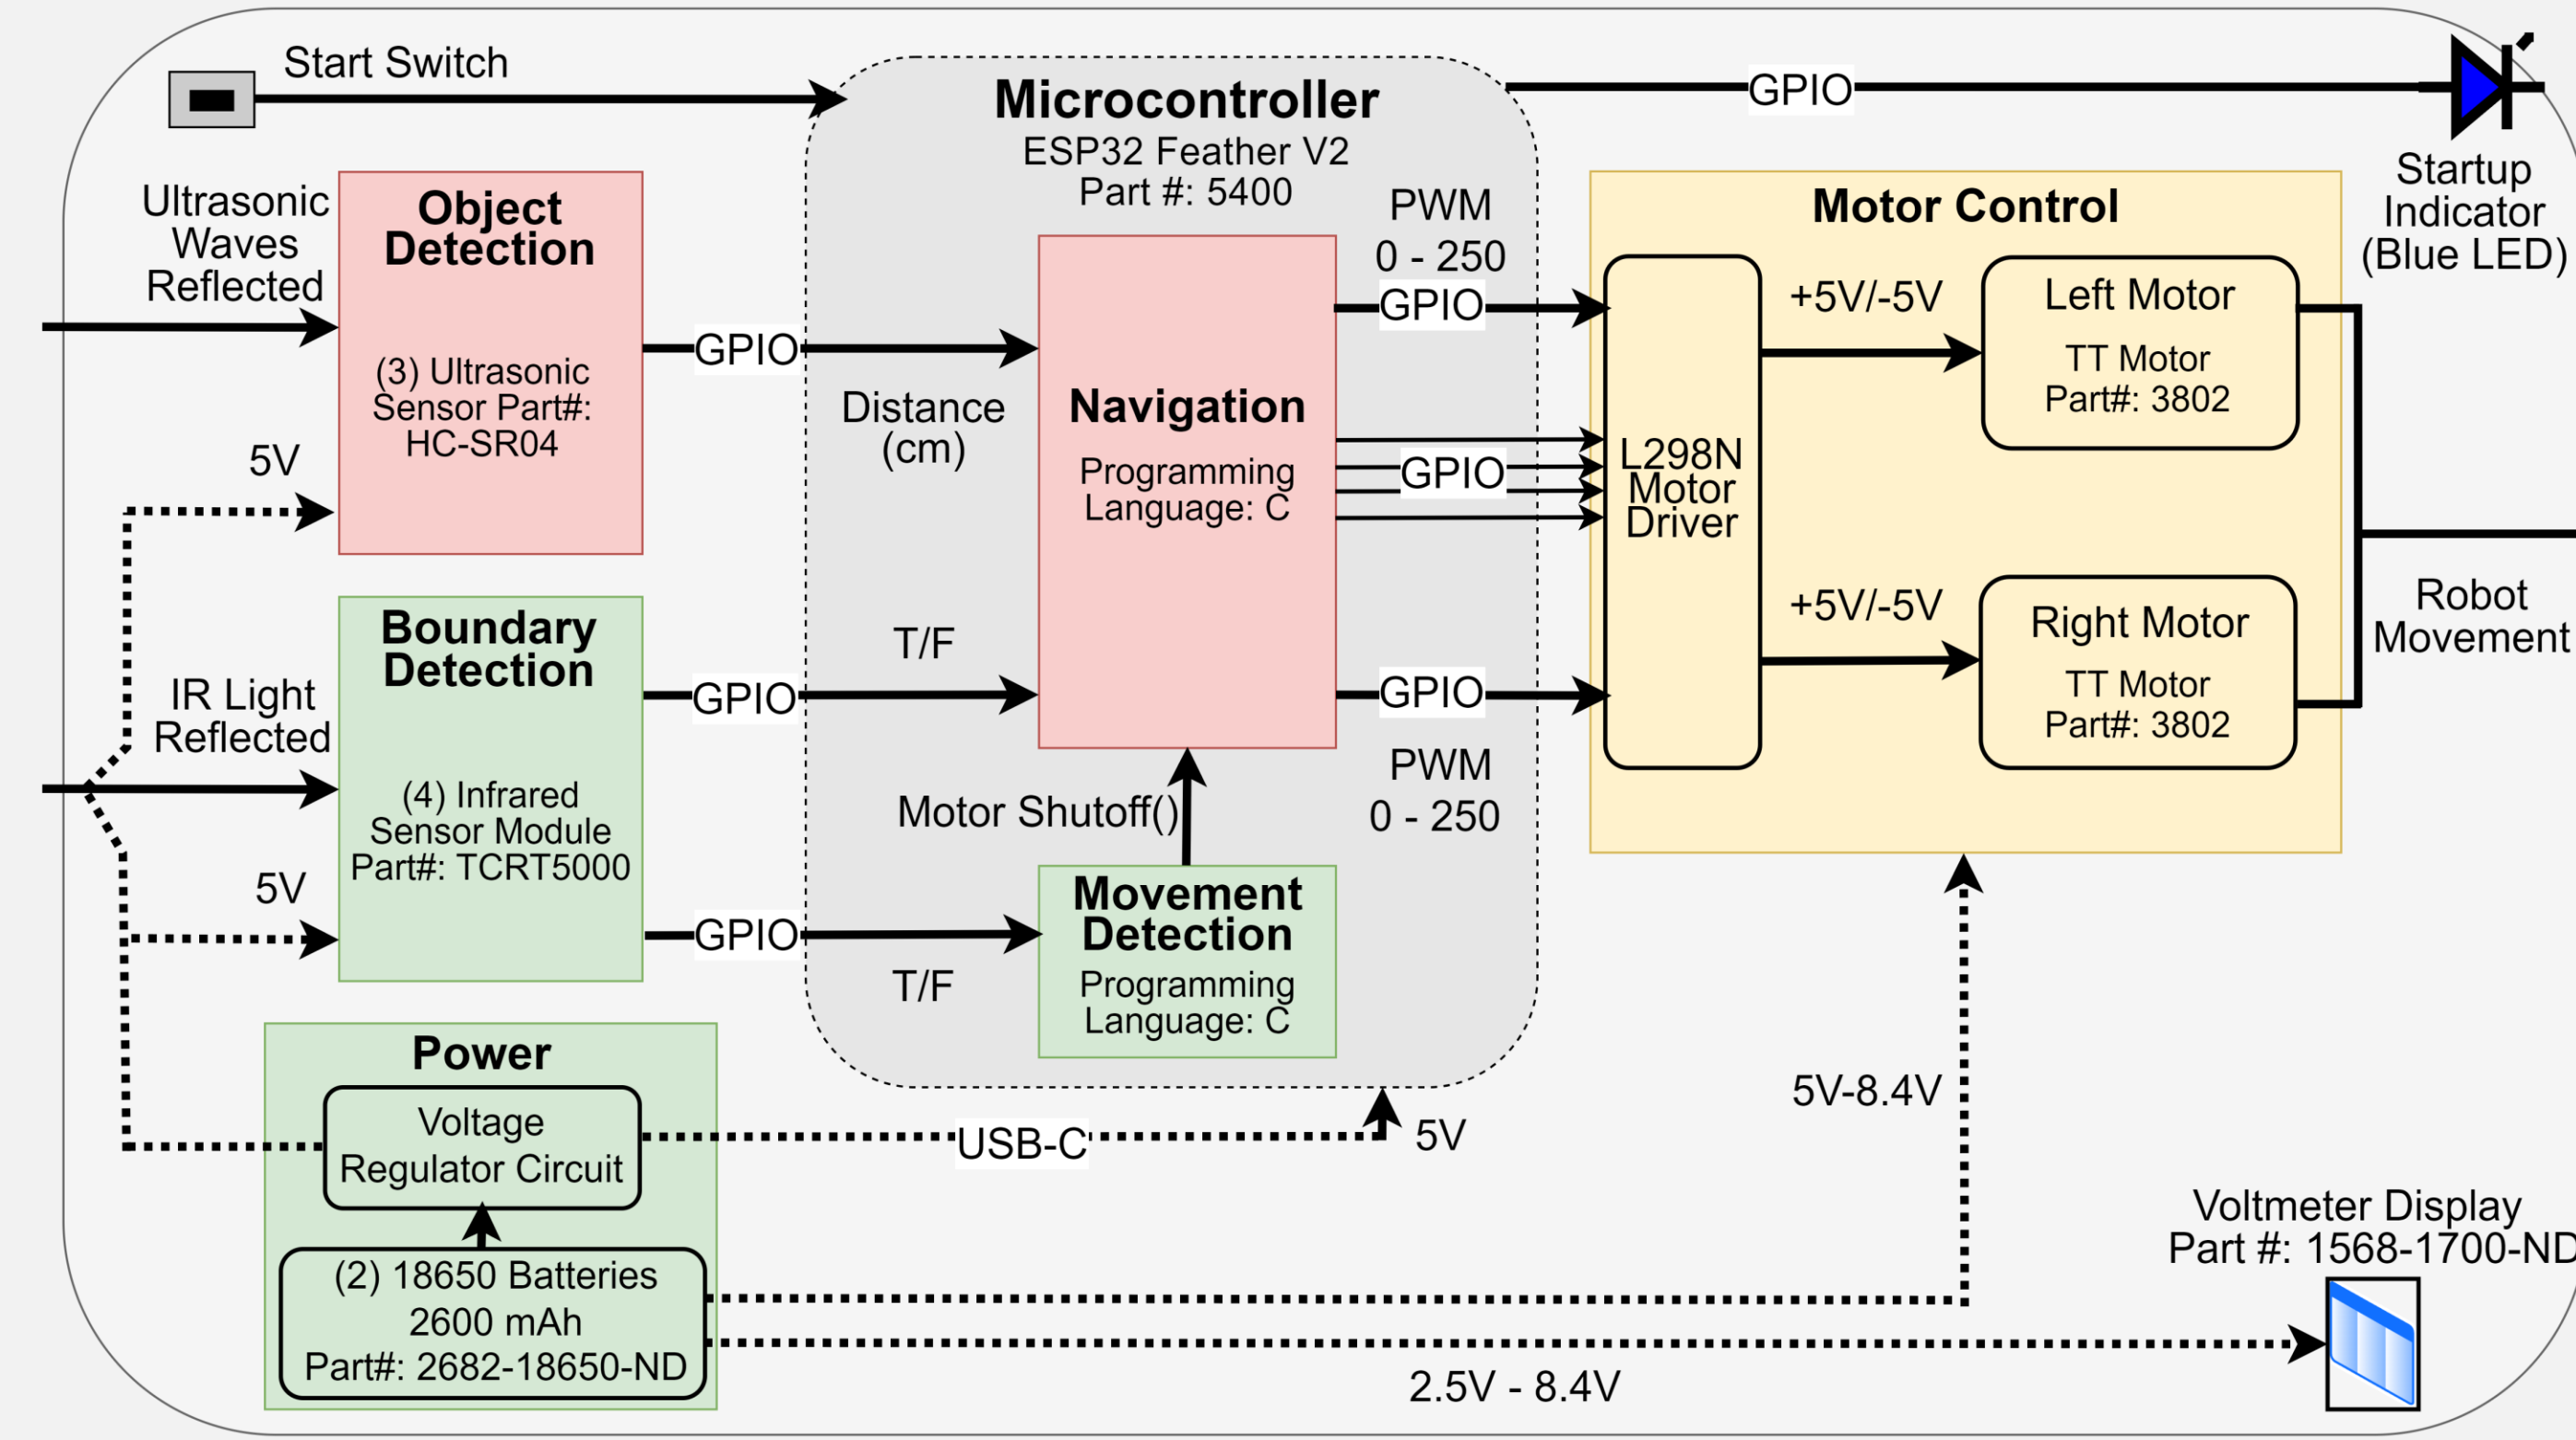 Start Switch
Microcontroller
ESP32 Feather V2
Part #: 5400
GPIO
Startup
Indicator
(Blue LED)
Ultrasonic
Waves
Reflected
5V
Object
Detection
(3) Ultrasonic
Sensor Part#:
HC-SR04
GPIO
Distance
(cm)
Navigation
Programming
Language: C
PWM
0 - 250
GPIO
GPIO
GPIO
PWM
0 - 250
Motor Control
L298N
Motor
Driver
+5V/-5V
Left Motor
TT Motor
Part#: 3802
+5V/-5V
Right Motor
TT Motor
Part#: 3802
Robot
Movement
IR Light
Reflected
5V
Boundary
Detection
(4) Infrared
Sensor Module
Part#: TCRT5000
GPIO
T/F
GPIO
T/F
Motor Shutoff()
Movement
Detection
Programming
Language: C
Power
Voltage
Regulator Circuit
(2) 18650 Batteries
2600 mAh
Part#: 2682-18650-ND
USB-C
5V
5V-8.4V
2.5V - 8.4V
Voltmeter Display
Part #: 1568-1700-ND